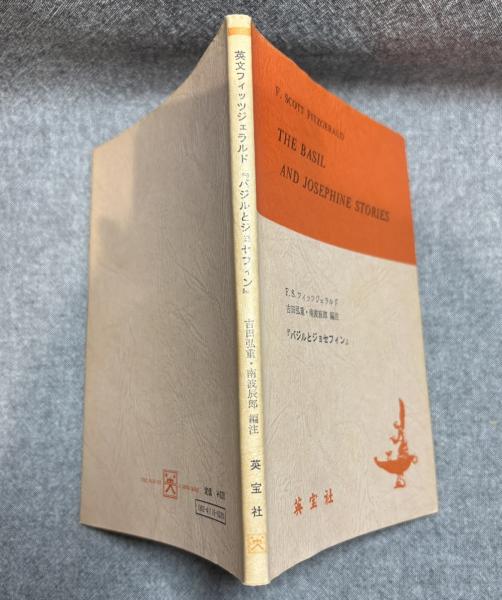 F. SCOTT FITZGERALD
THE BASIL
AND JOSEPHINE STORIES
F.S.フィッツジェラルド
吉田弘重・南波辰郎 編注
『バジルとジョセフィン』
英宝社
英文フィッツジェラルド『バジルとジョセフィン』
吉田弘重・南波辰郎 編注
英宝社
定価